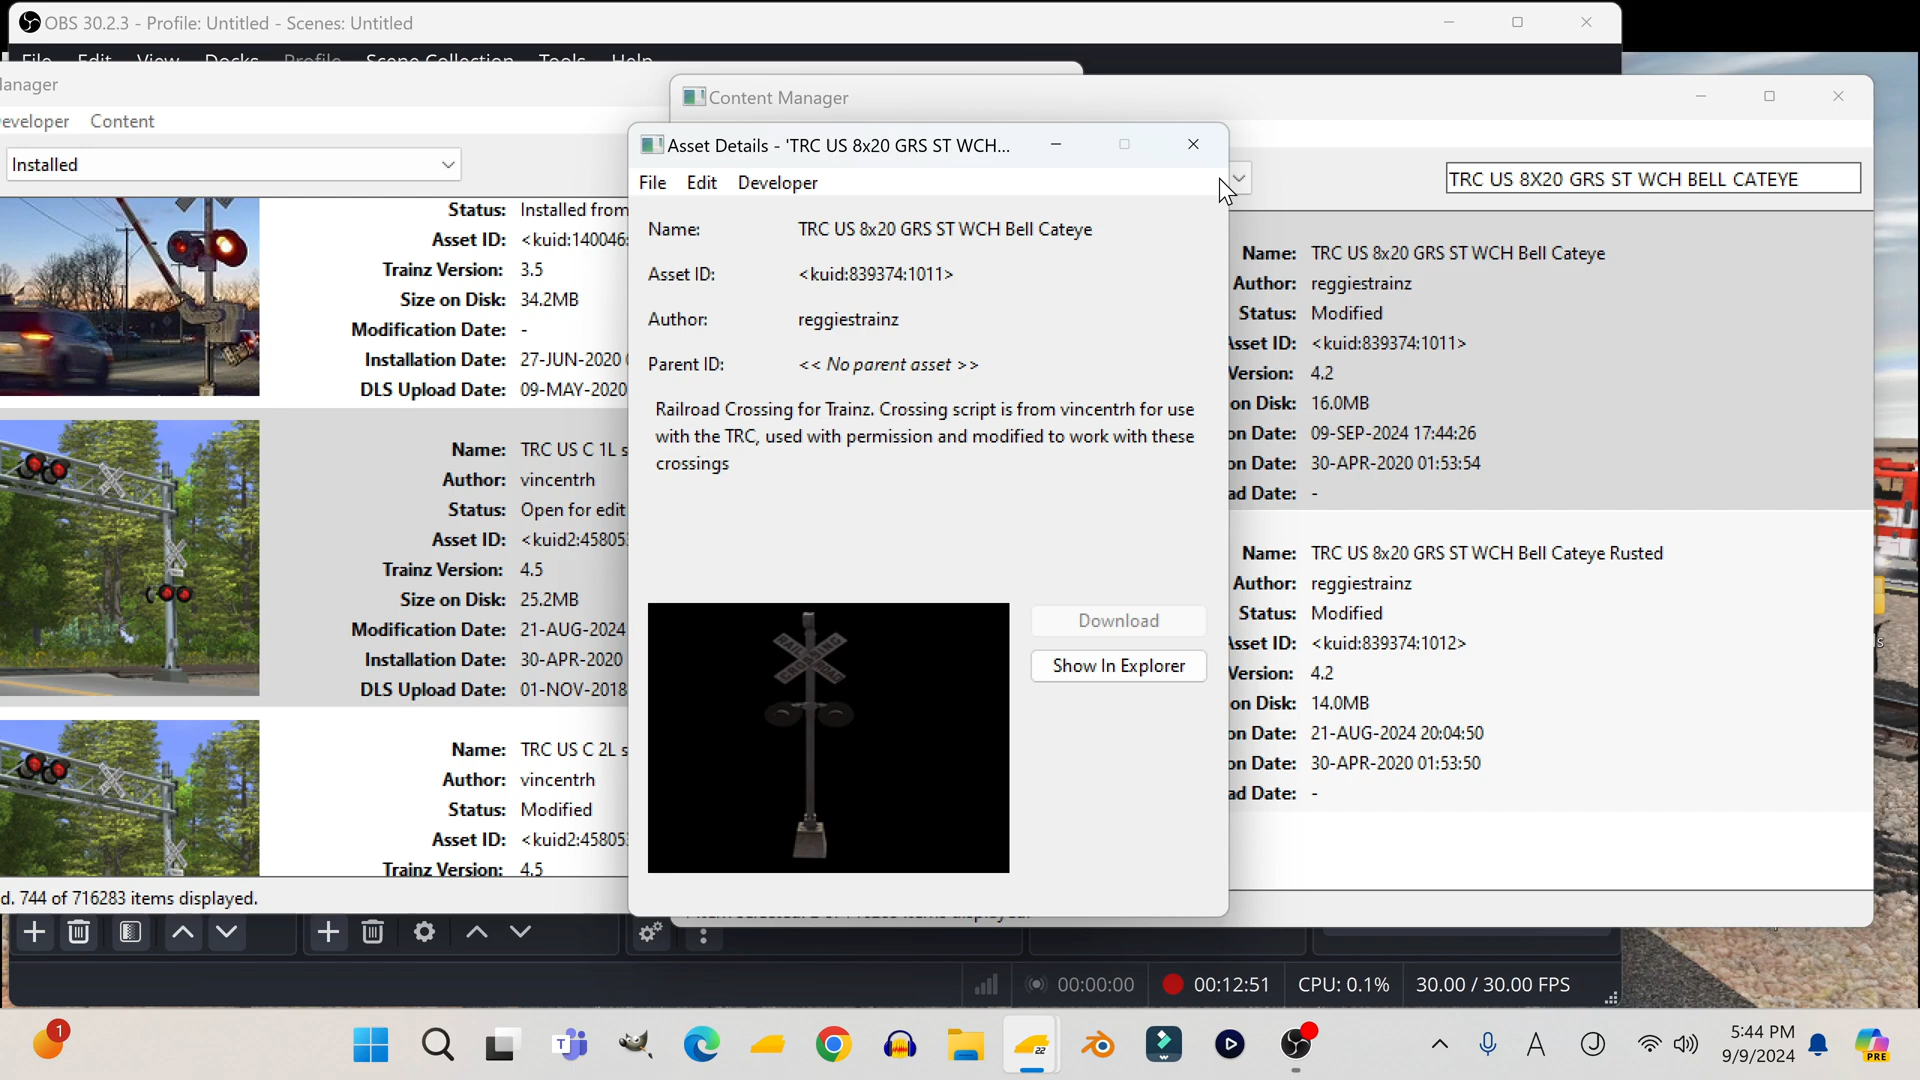 OBS 30.2.3 - Profile: Untitled - Scenes: Untitled
File Edit View Docks Profile Scene Collection Tools Help
anager
eveloper Content
Installed
Status: Installed from
Asset ID: <kuid:140046:
Trainz Version: 3.5
Size on Disk: 34.2MB
Modification Date: -
Installation Date: 27-JUN-2020
DLS Upload Date: 09-MAY-2020
Name: TRC US C 1L s
Author: vincentrh
Status: Open for edit
Asset ID: <kuid2:45805
Trainz Version: 4.5
Size on Disk: 25.2MB
Modification Date: 21-AUG-2024
Installation Date: 30-APR-2020
DLS Upload Date: 01-NOV-2018
Name: TRC US C 2L s
Author: vincentrh
Status: Modified
Asset ID: <kuid2:45805
Trainz Version: 4.5
d. 744 of 716283 items displayed.
Content Manager
TRC US 8X20 GRS ST WCH BELL CATEYE
Asset Details - 'TRC US 8x20 GRS ST WCH...
File Edit Developer
Name: TRC US 8x20 GRS ST WCH Bell Cateye
Asset ID: <kuid:839374:1011>
Author: reggiestrainz
Parent ID: << No parent asset >>
Railroad Crossing for Trainz. Crossing script is from vincentrh for use
with the TRC, used with permission and modified to work with these
crossings
Download
Show In Explorer
Name: TRC US 8x20 GRS ST WCH Bell Cateye
Author: reggiestrainz
Status: Modified
Asset ID: <kuid:839374:1011>
Version: 4.2
on Disk: 16.0MB
on Date: 09-SEP-2024 17:44:26
on Date: 30-APR-2020 01:53:54
ad Date: -
Name: TRC US 8x20 GRS ST WCH Bell Cateye Rusted
Author: reggiestrainz
Status: Modified
Asset ID: <kuid:839374:1012>
Version: 4.2
on Disk: 14.0MB
on Date: 21-AUG-2024 20:04:50
on Date: 30-APR-2020 01:53:50
ad Date: -
00:00:00 00:12:51 CPU: 0.1% 30.00 / 30.00 FPS
1
22
5:44 PM
9/9/2024
PRE